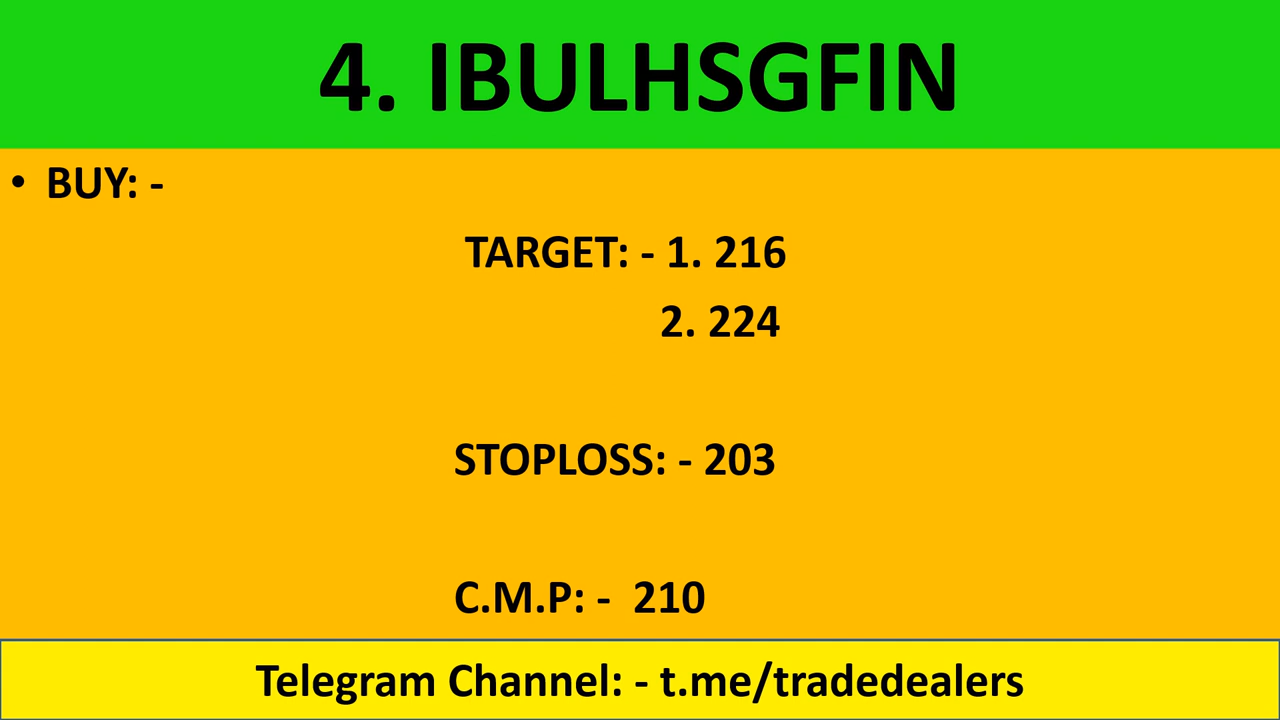 4. IBULHSGFIN
• BUY: -
TARGET: - 1. 216
2. 224
STOPLOSS: - 203
C.M.P: - 210
Telegram Channel: - t.me/tradedealers